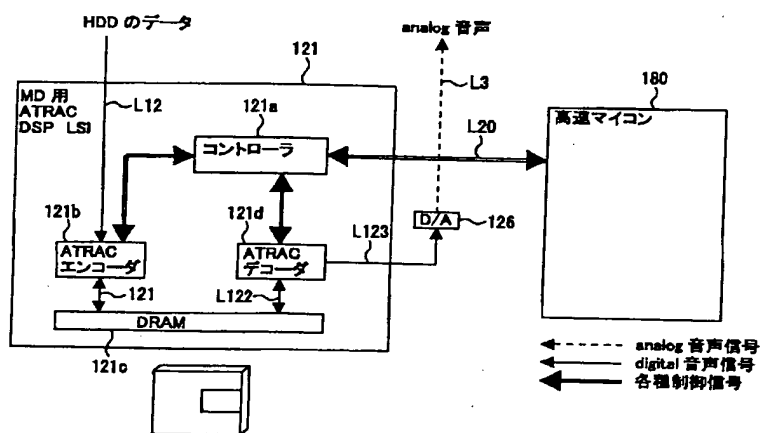 HDD のデータ
analog 音声
121
L12
L3
180
MD 用
ATRAC
DSP LSI
121a
コントローラ
高速マイコン
L20
121b
121d
D/A
126
L123
ATRAC
エンコーダ
ATRAC
デコーダ
121
L122
DRAM
121c
analog 音声信号
digital 音声信号
各種制御信号